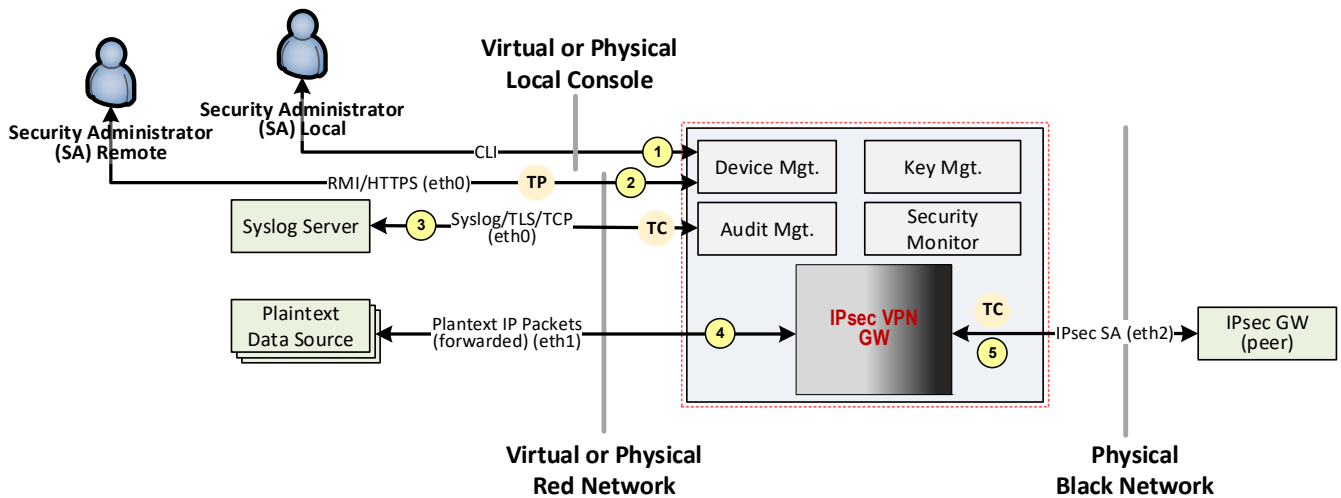 Virtual or Physical
Local Console
Security Administrator
(SA) Local
Security Administrator
(SA) Remote
CLI
1
RMI/HTTPS (eth0)
TP
2
Device Mgt.
Key Mgt.
Syslog Server
3
Syslog/TLS/TCP
(eth0)
TC
Audit Mgt.
Security
Monitor
Plaintext
Data Source
Plantext IP Packets
(forwarded) (eth1)
4
IPsec VPN
GW
TC
5
IPsec SA (eth2)
IPsec GW
(peer)
Virtual or Physical
Red Network
Physical
Black Network